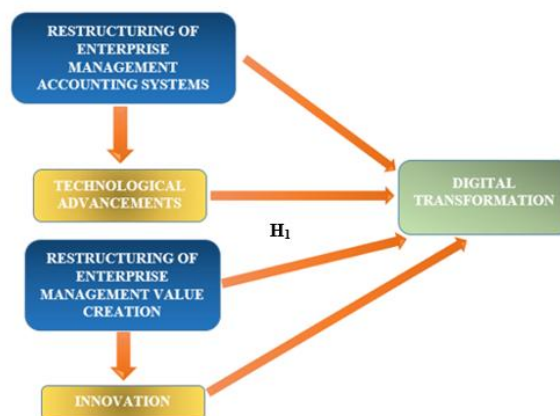 RESTRUCTURING OF
ENTERPRISE
MANAGEMENT
ACCOUNTING SYSTEMS
TECHNOLOGICAL
ADVANCEMENTS
DIGITAL
TRANSFORMATION
H₁
RESTRUCTURING OF
ENTERPRISE
MANAGEMENT VALUE
CREATION
INNOVATION